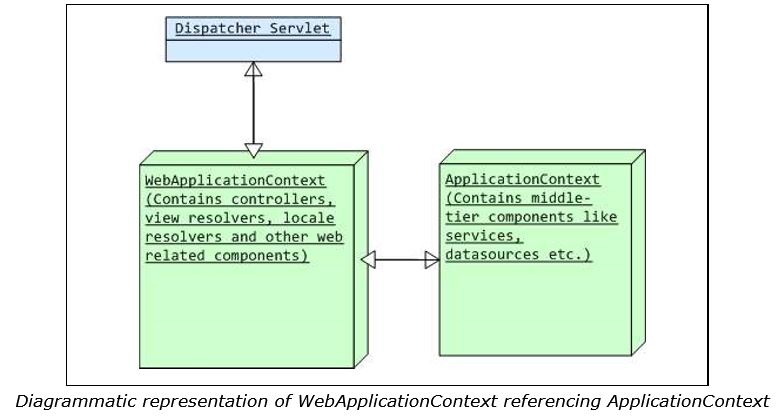 Dispatcher Servlet
WebApplicationContext
(Contains controllers,
view resolvers, locale
resolvers and other web
related components)
ApplicationContext
(Contains middle-
tier components like
services,
datasources etc.)
Diagrammatic representation of WebApplicationContext referencing ApplicationContext